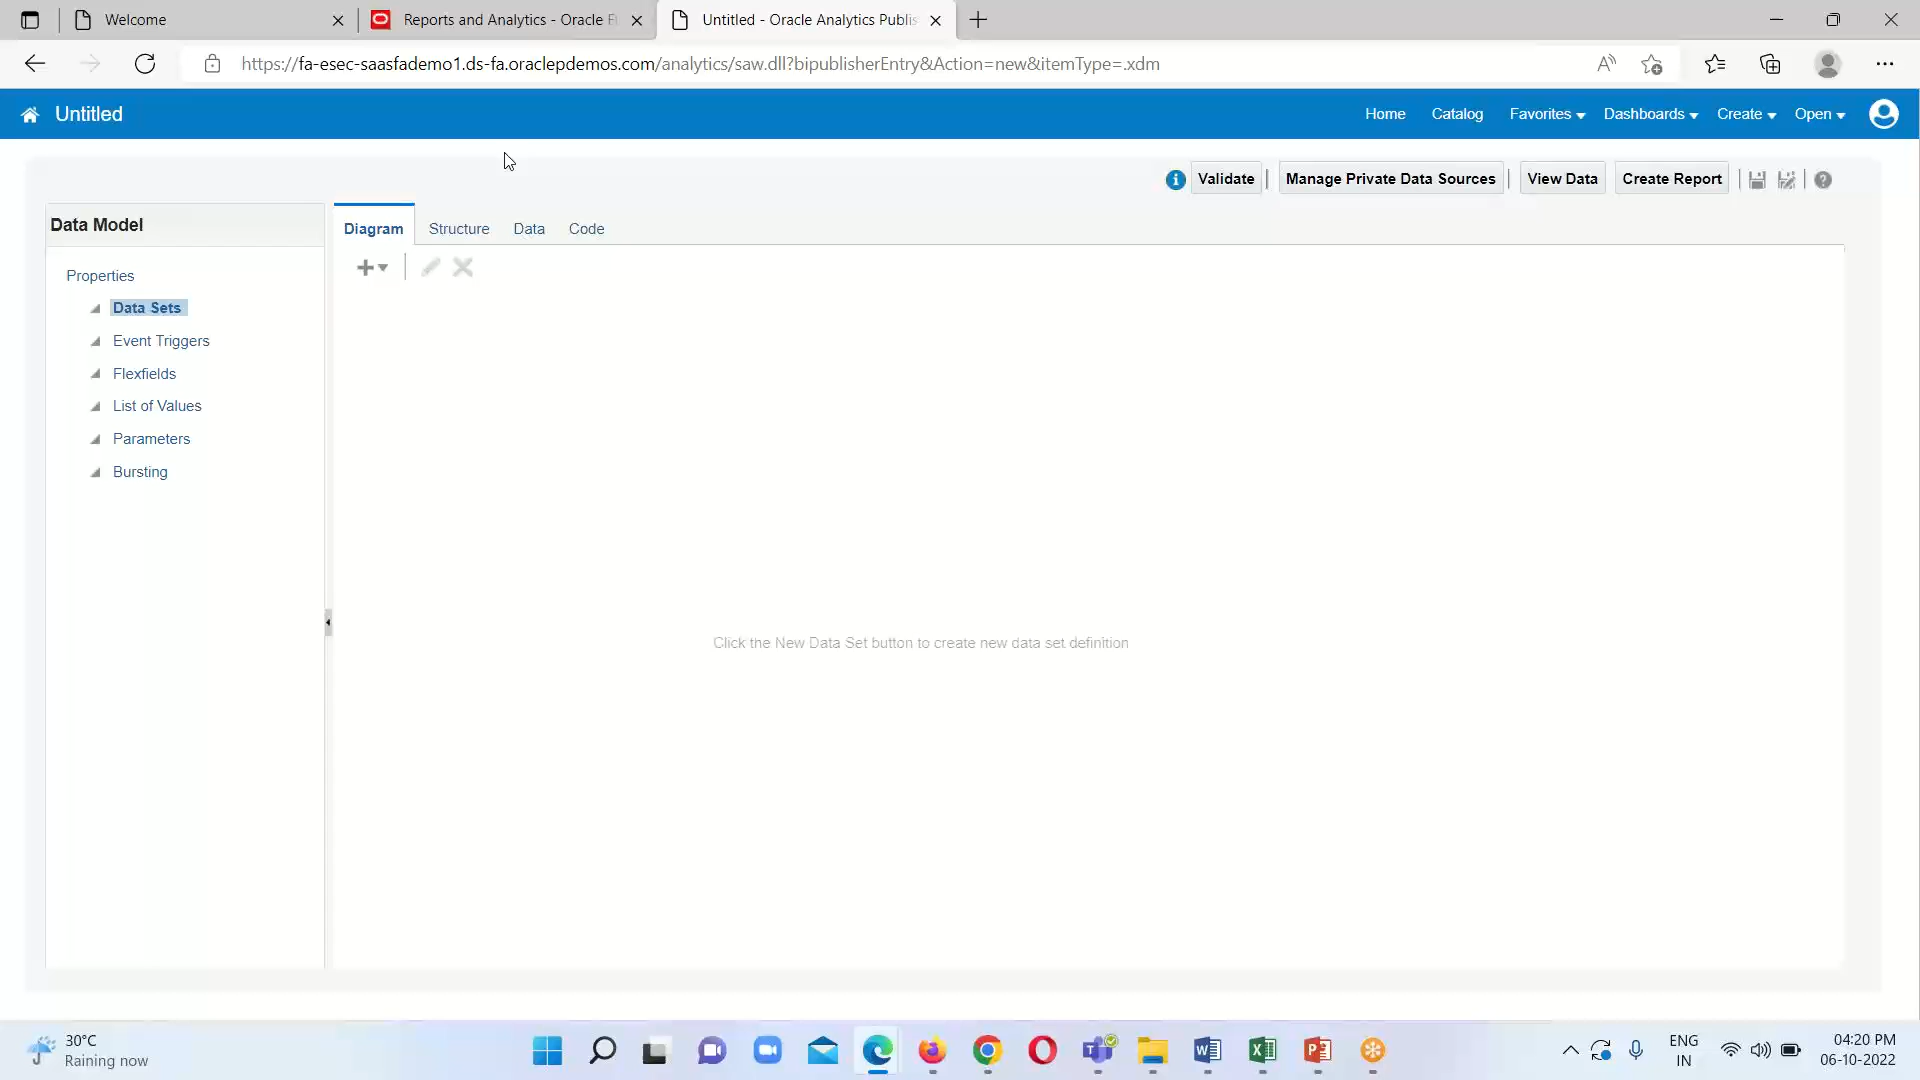 Welcome
Reports and Analytics - Oracle F
Untitled - Oracle Analytics Publis
https://fa-esec-saasfademo1.ds-fa.oraclepdemos.com/analytics/saw.dll?bipublisherEntry&Action=new&itemType=.xdm
Untitled
Home Catalog Favorites Dashboards Create Open
Validate Manage Private Data Sources View Data Create Report
Data Model
Diagram Structure Data Code
Properties
Data Sets
Event Triggers
Flexfields
List of Values
Parameters
Bursting
Click the New Data Set button to create new data set definition
30°C
Raining now
ENG
IN
04:20 PM
06-10-2022